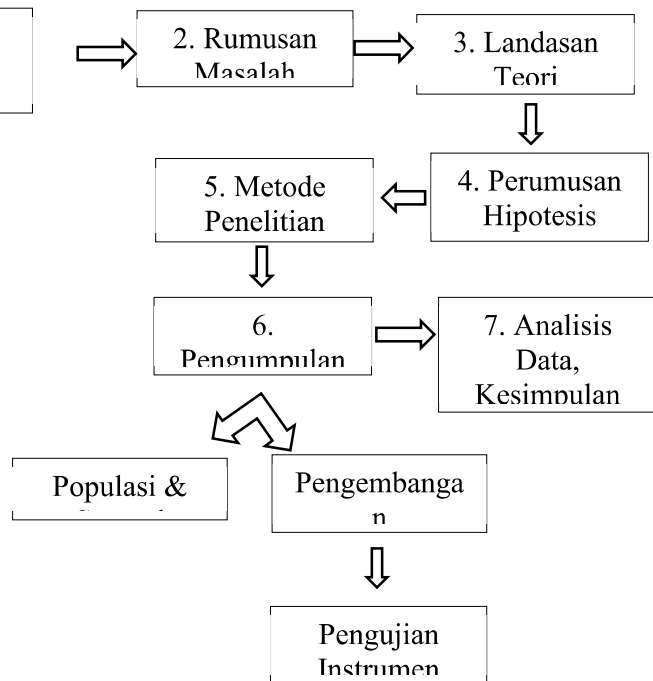 2. Rumusan
Masalah
3. Landasan
Teori
4. Perumusan
Hipotesis
5. Metode
Penelitian
6.
Pengumpulan
7. Analisis
Data,
Kesimpulan
Populasi &
Pengembanga
n
Pengujian
Instrumen